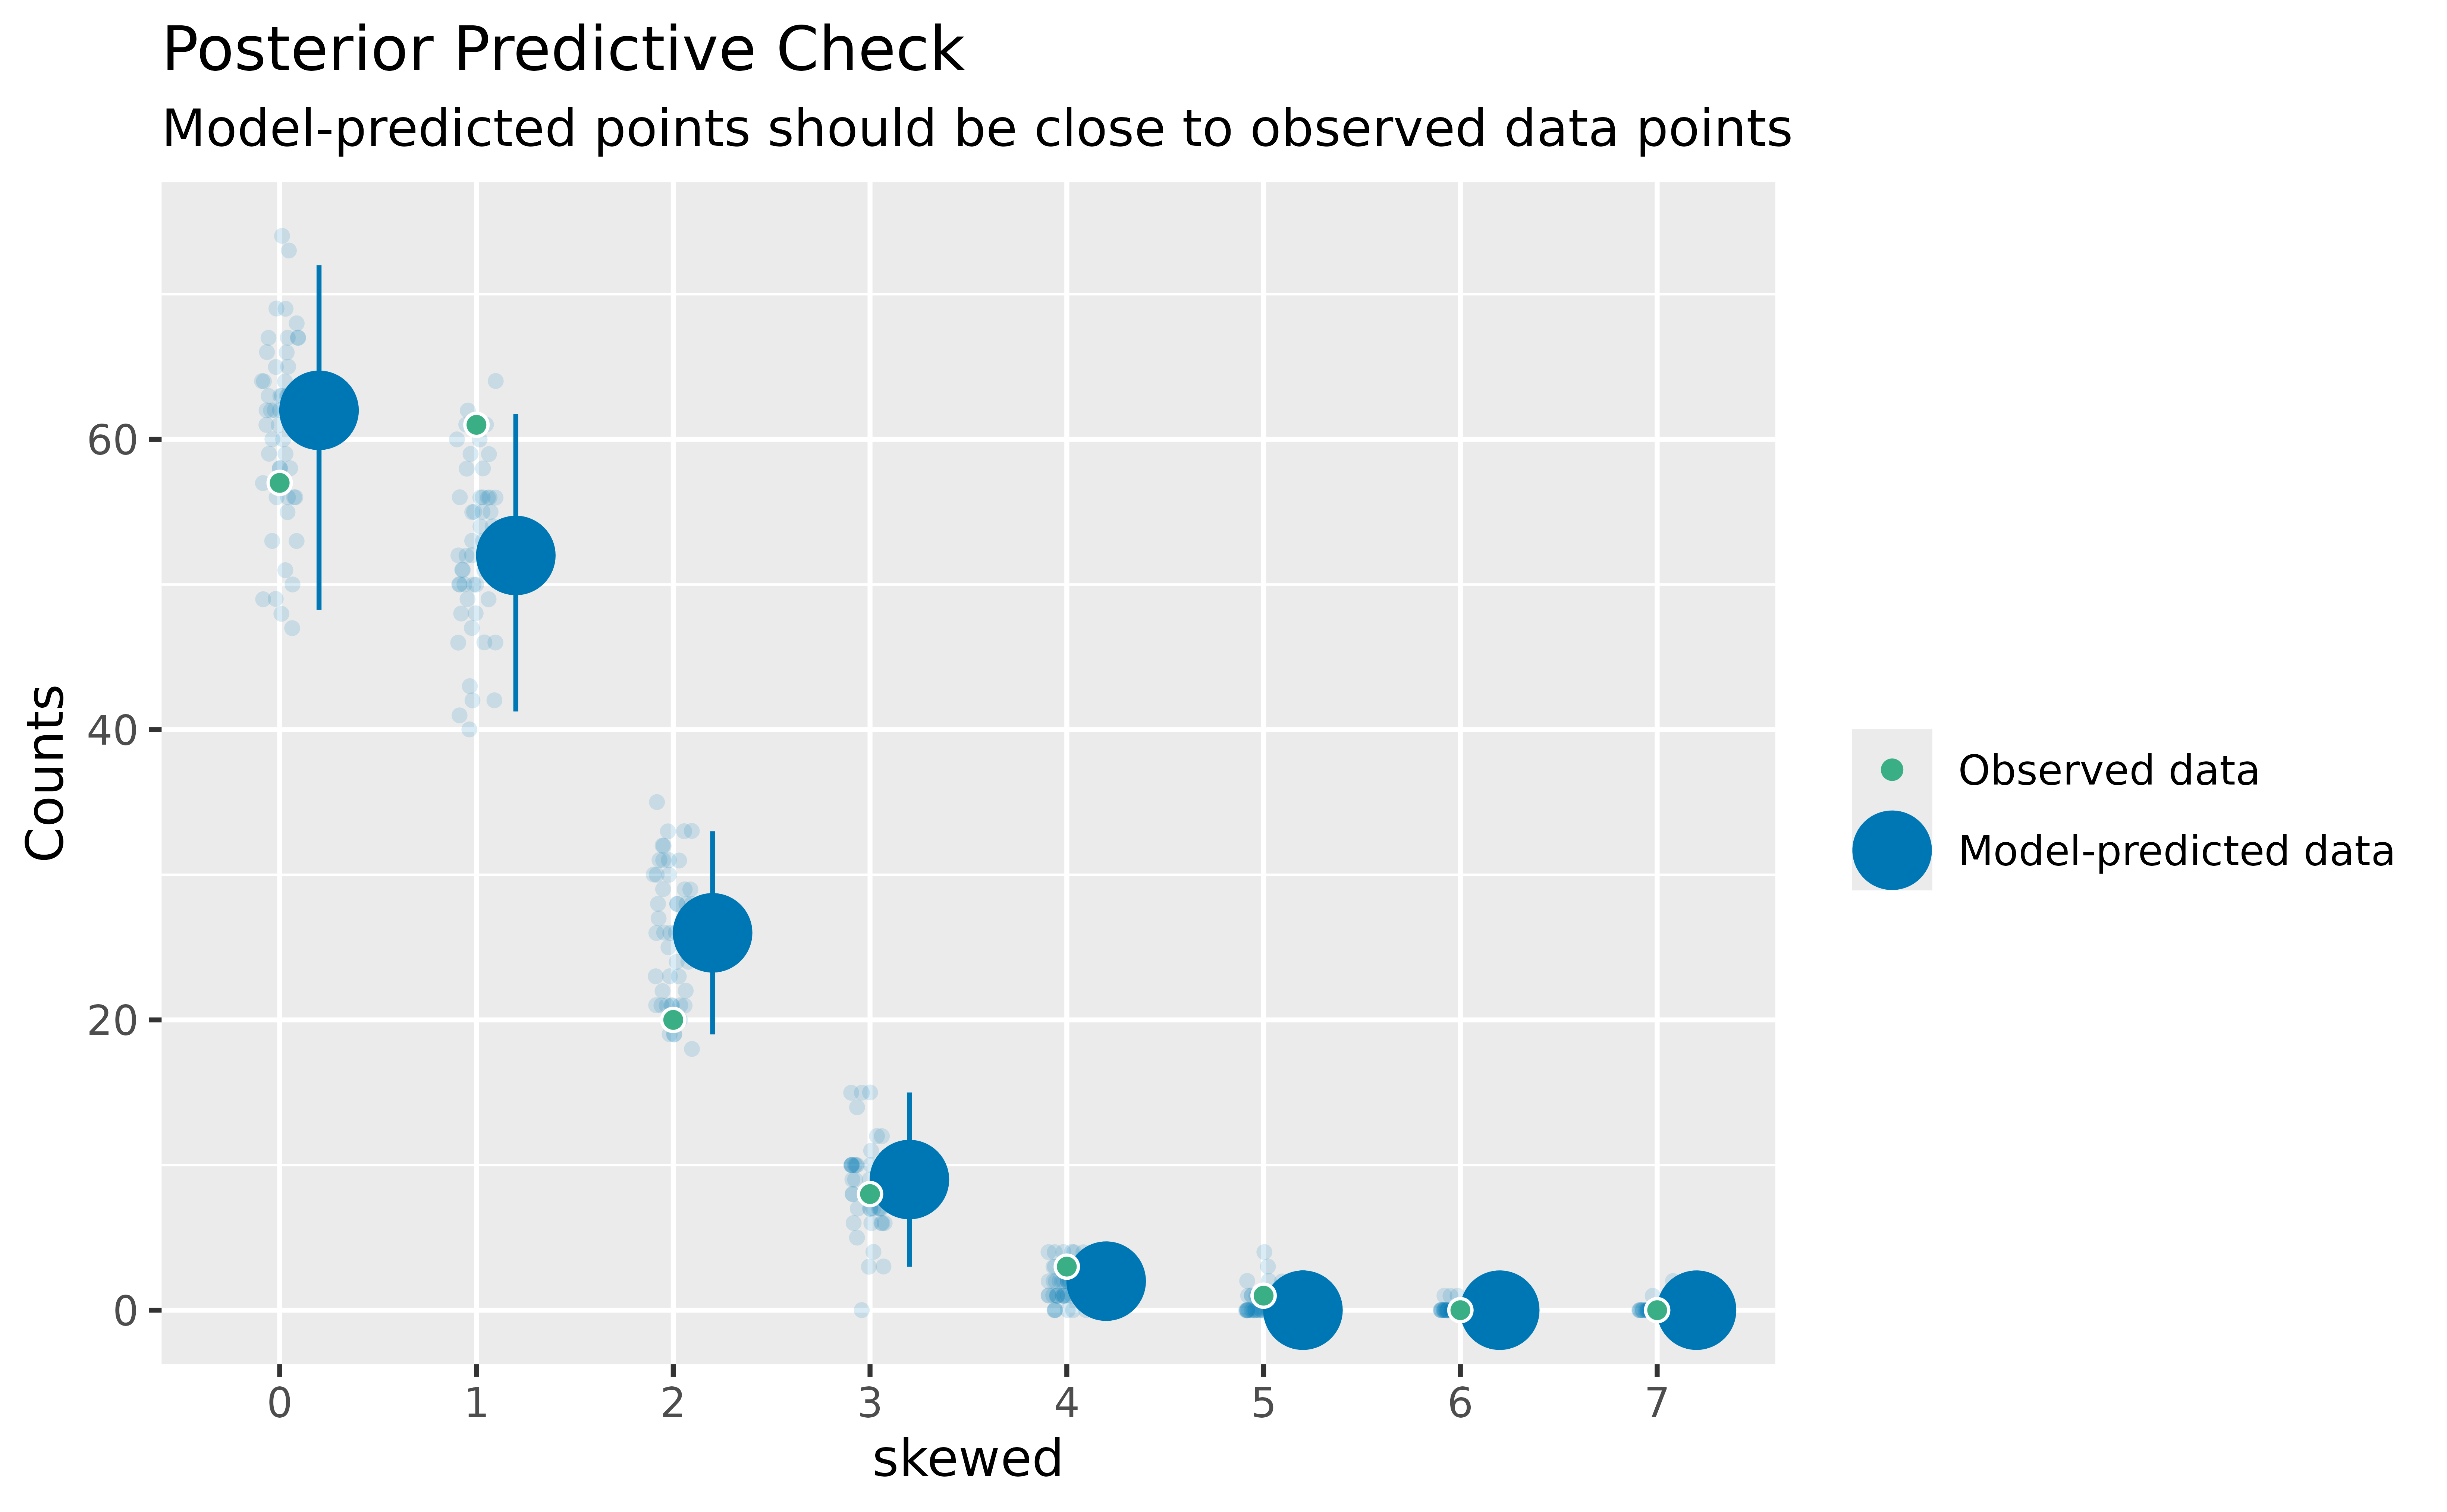 Posterior Predictive Check
Model-predicted points should be close to observed data points
Counts
60
40
20
0
0 1 2 3 4 5 6 7
skewed
Observed data
Model-predicted data